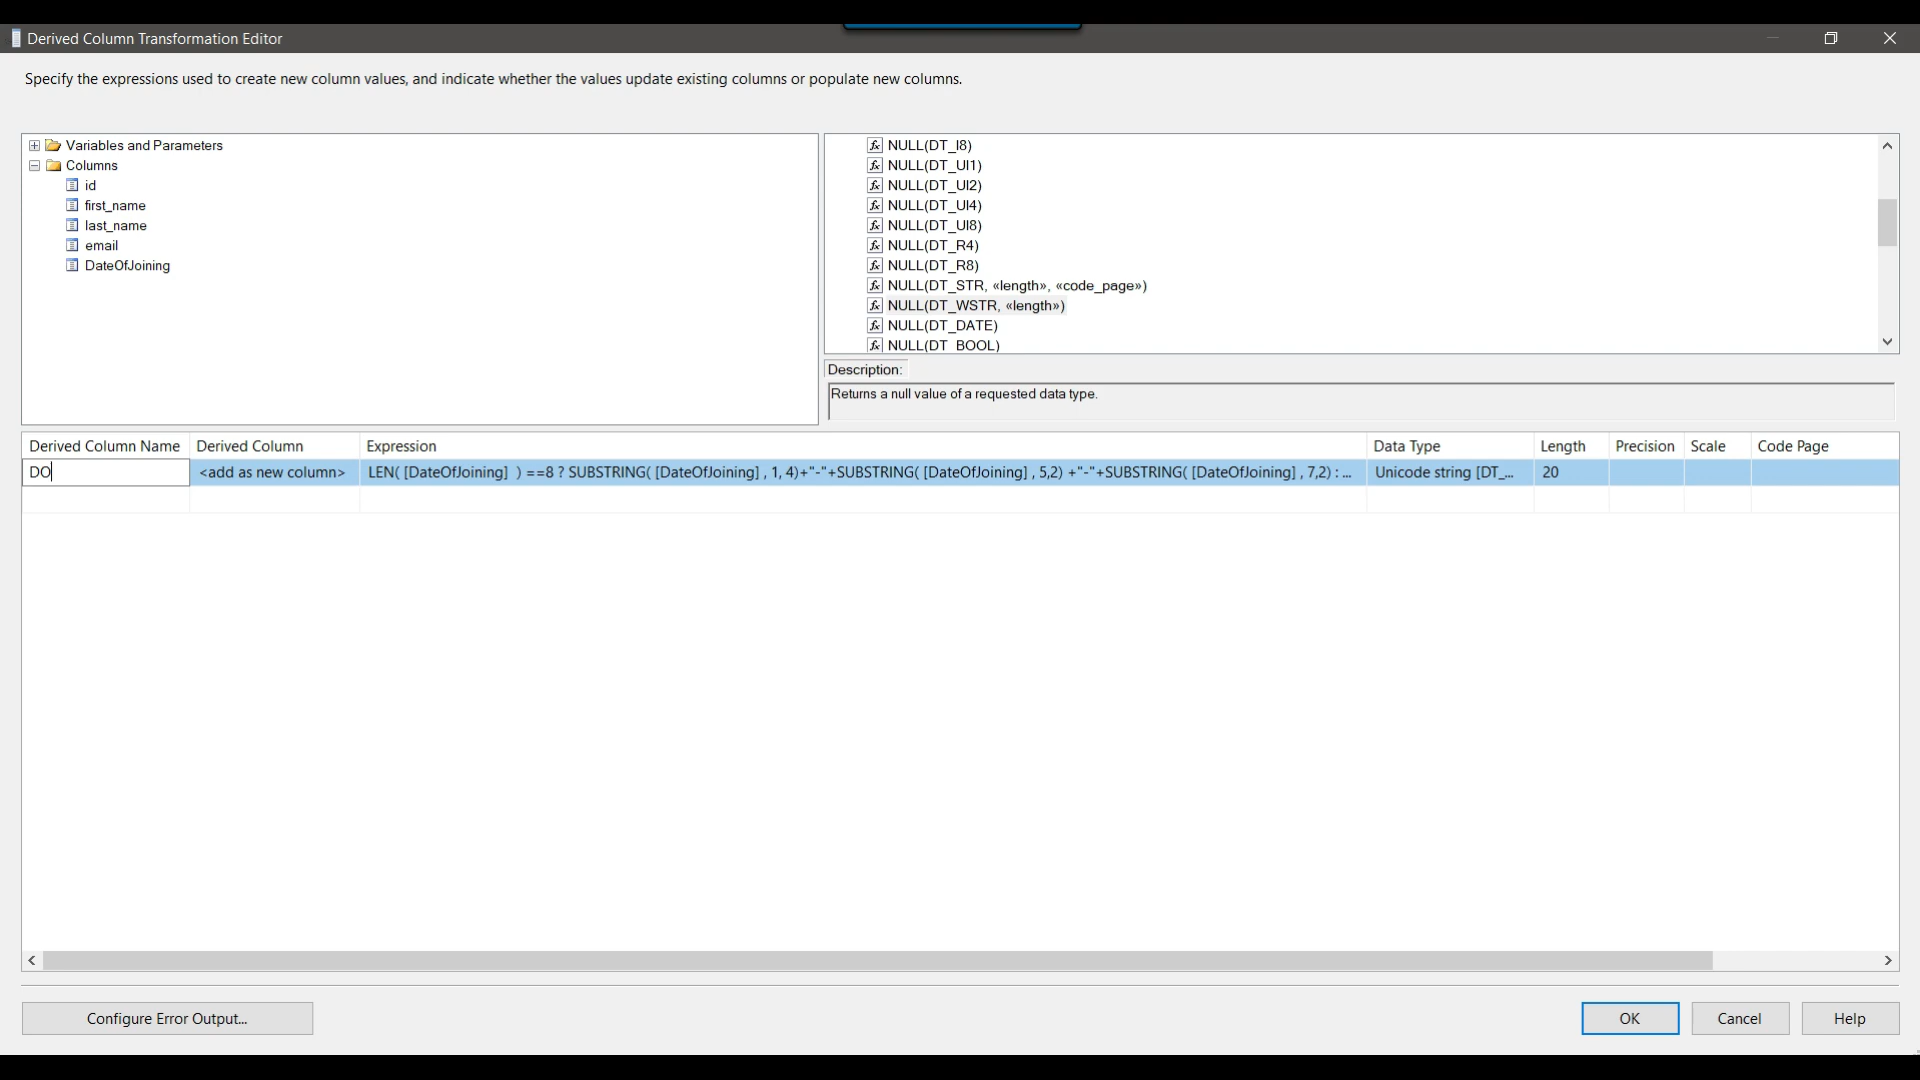 Derived Column Transformation Editor
Specify the expressions used to create new column values, and indicate whether the values update existing columns or populate new columns.
Variables and Parameters
Columns
id
first_name
last_name
email
DateOfJoining
NULL(DT_I8)
NULL(DT_UI1)
NULL(DT_UI2)
NULL(DT_UI4)
NULL(DT_UI8)
NULL(DT_R4)
NULL(DT_R8)
NULL(DT_STR, «length», «code_page»)
NULL(DT_WSTR, «length»)
NULL(DT_DATE)
NULL(DT_BOOL)
Description:
Returns a null value of a requested data type.
Derived Column Name Derived Column Expression Data Type Length Precision Scale Code Page
DO <add as new column> LEN( [DateOfJoining] ) ==8 ? SUBSTRING( [DateOfJoining] , 1, 4)+"-"+SUBSTRING( [DateOfJoining] , 5,2) +"-"+SUBSTRING( [DateOfJoining] , 7,2) : ... Unicode string [DT_... 20
Configure Error Output... OK Cancel Help